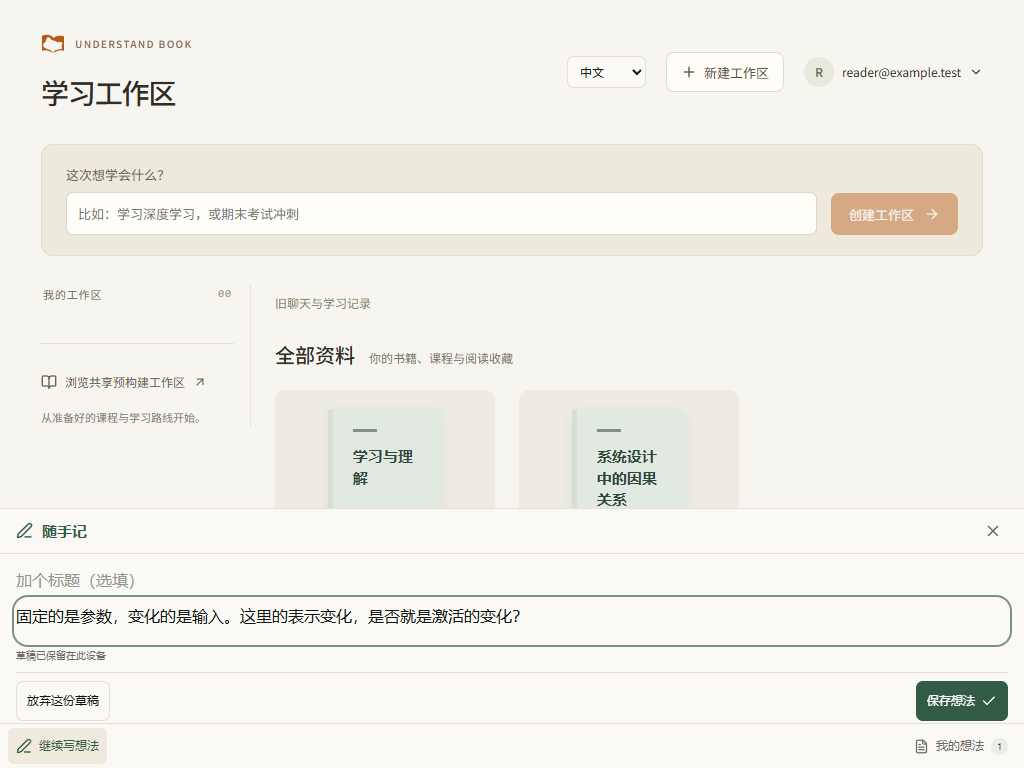 UNDERSTAND BOOK
学习工作区
中文
新建工作区
R
reader@example.test
这次想学会什么？
比如：学习深度学习，或期末考试冲刺
创建工作区
我的工作区
00
浏览共享预构建工作区
从准备好的课程与学习路线开始。
旧聊天与学习记录
全部资料
你的书籍、课程与阅读收藏
学习与理
解
系统设计
中的因果
关系
随手记
加个标题（选填）
固定的是参数，变化的是输入。这里的表示变化，是否就是激活的变化？
草稿已保留在此设备
放弃这份草稿
保存想法
继续写想法
我的想法
1